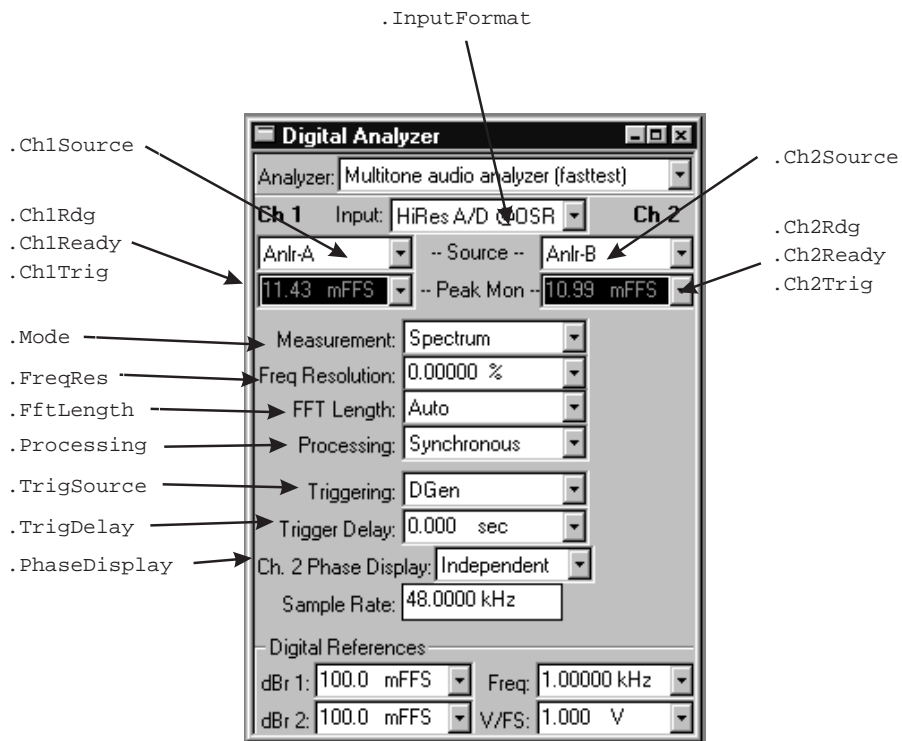 .InputFormat
Digital Analyzer
.Ch1Source
.Ch2Source
Analyzer: Multitone audio analyzer (fasttest)
.Ch1Rdg
.Ch1Ready
.Ch1Trig
Ch 1 Input: HiRes A/D @OSR Ch 2
.Ch2Rdg
.Ch2Ready
.Ch2Trig
Anlr-A -- Source -- Anlr-B
11.43 mFFS -- Peak Mon -- 10.99 mFFS
.Mode
Measurement: Spectrum
.FreqRes
Freq Resolution: 0.00000 %
.FftLength
FFT Length: Auto
.Processing
Processing: Synchronous
.TrigSource
Triggering: DGen
.TrigDelay
Trigger Delay: 0.000 sec
.PhaseDisplay
Ch. 2 Phase Display: Independent
Sample Rate: 48.0000 kHz
Digital References
dBr 1: 100.0 mFFS Freq: 1.00000 kHz
dBr 2: 100.0 mFFS V/FS: 1.000 V